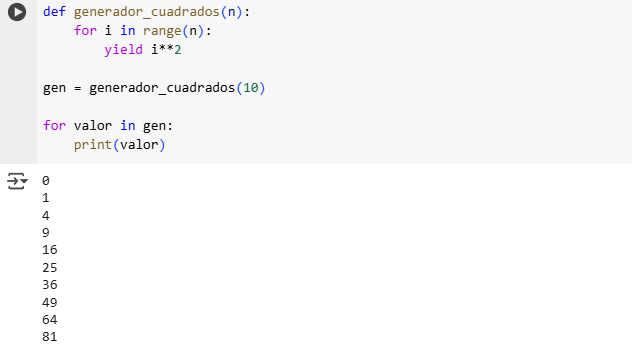 def generador_cuadrados(n):
    for i in range(n):
        yield i**2

gen = generador_cuadrados(10)

for valor in gen:
    print(valor)
0
1
4
9
16
25
36
49
64
81